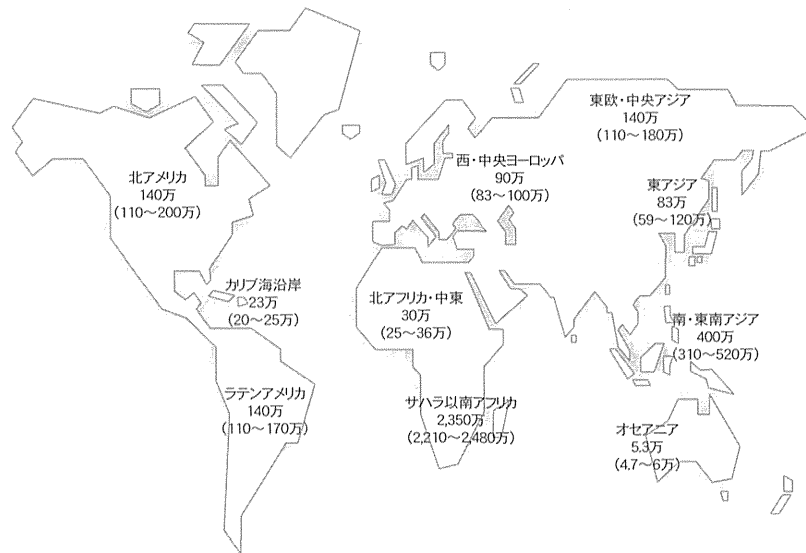 東欧・中央アジア
140万
(110〜180万)
西・中央ヨーロッパ
90万
(83〜100万)
北アメリカ
140万
(110〜200万)
東アジア
83万
(59〜120万)
カリブ海沿岸
23万
(20〜25万)
北アフリカ・中東
30万
(25〜36万)
南・東南アジア
400万
(310〜520万)
ラテンアメリカ
140万
(110〜170万)
サハラ以南アフリカ
2,350万
(2,210〜2,480万)
オセアニア
5.3万
(4.7〜6万)